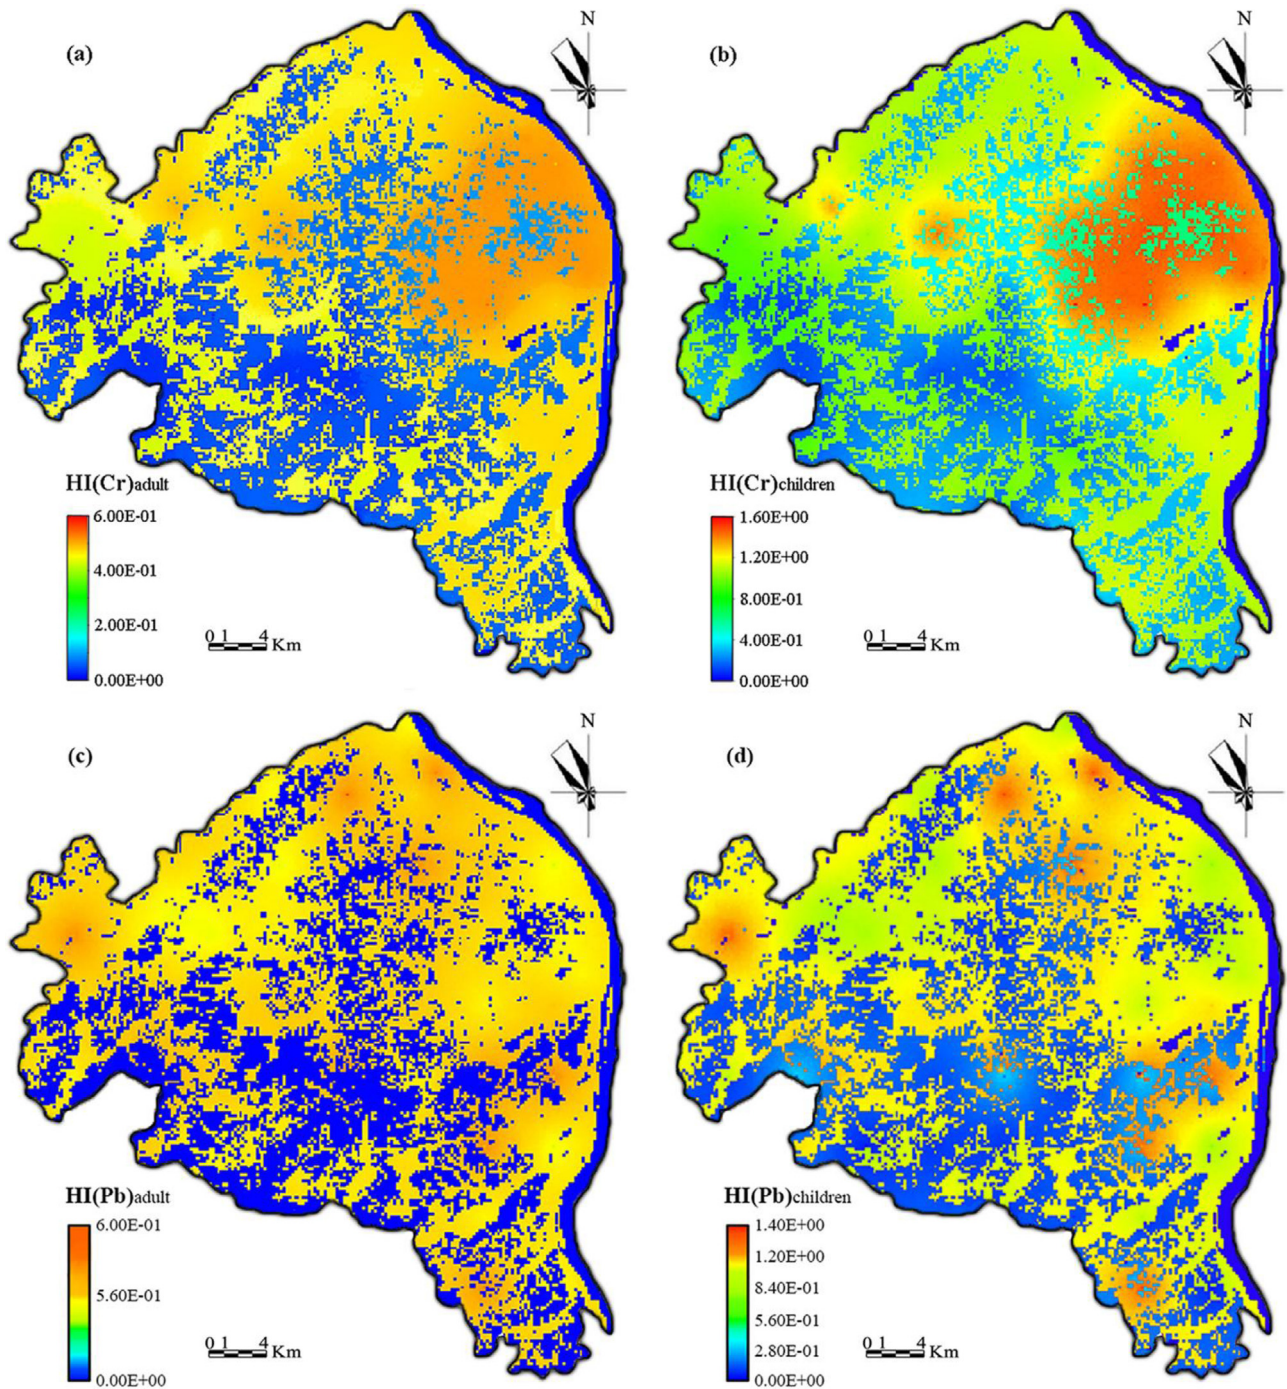 (a)
N
HI(Cr)adult
6.00E-01
4.00E-01
2.00E-01
0.00E+00
0 1 4 Km
(b)
N
HI(Cr)children
1.60E+00
1.20E+00
8.00E-01
4.00E-01
0.00E+00
0 1 4 Km
(c)
N
HI(Pb)adult
6.00E-01
5.60E-01
0.00E+00
0 1 4 Km
(d)
N
HI(Pb)children
1.40E+00
1.20E+00
8.40E-01
5.60E-01
2.80E-01
0.00E+00
0 1 4 Km